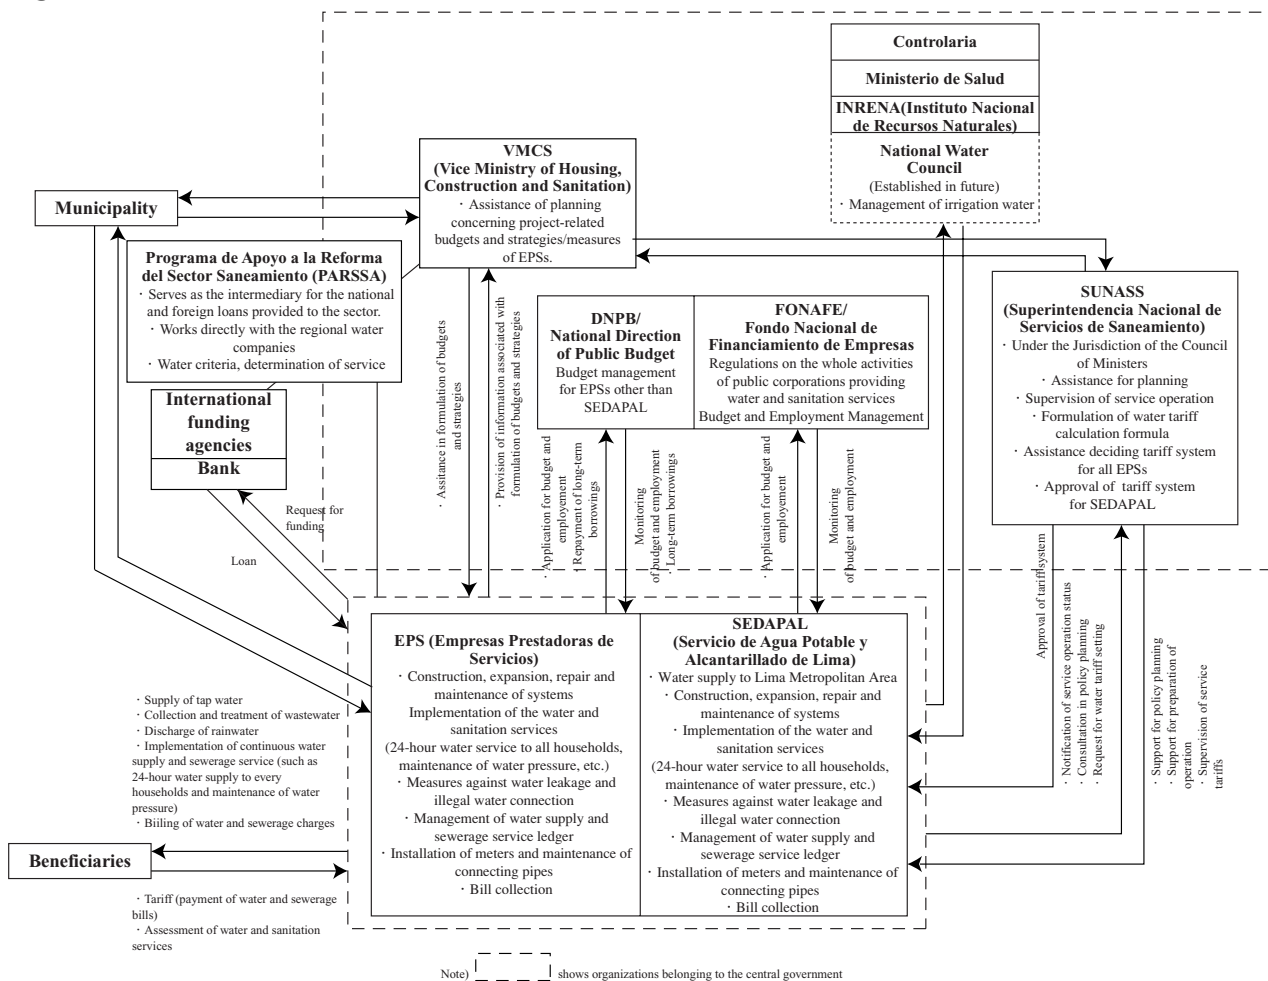 Controlaria
Ministerio de Salud
INRENA(Instituto Nacional
de Recursos Naturales)
National Water
Council
(Established in future)
· Management of irrigation water
VMCS
(Vice Ministry of Housing,
Construction and Sanitation)
· Assistance of planning
concerning project-related
budgets and strategies/measures
of EPSs.
Municipality
Programa de Apoyo a la Reforma
del Sector Saneamiento (PARSSA)
· Serves as the intermediary for the national
and foreign loans provided to the sector.
· Works directly with the regional water
companies
· Water criteria, determination of service
International
funding
agencies
Bank
DNPB/
National Direction
of Public Budget
Budget management
for EPSs other than
SEDAPAL
FONAFE/
Fondo Nacional de
Financiamiento de Empresas
Regulations on the whole activities
of public corporations providing
water and sanitation services
Budget and Employment Management
SUNASS
(Superintendencia Nacional de
Servicios de Saneamiento)
· Under the Jurisdiction of the Council
of Ministers
· Assistance for planning
· Supervision of service operation
· Formulation of water tariff
calculation formula
· Assistance deciding tariff system
for all EPSs
· Approval of tariff system
for SEDAPAL
Request for
funding
Loan
· Assitance in formulation of budgets
and strategies
· Provision of information associated with
formulation of budgets and strategies
· Application for budget and
employement
· Repayment of long-term
borrowings
Monitoring
of budget and employment
· Long-term borrowings
· Application for budget and
employement
Monitoring
of budget and employment
Approval of tariff system
· Notification of service operation status
· Consultation in policy planning
· Request for water tariff setting
· Support for policy planning
· Support for preparation of
operation
· Supervision of service
tariffs
EPS (Empresas Prestadoras de
Servicios)
· Construction, expansion, repair and
maintenance of systems
Implementation of the water and
sanitation services
(24-hour water service to all households,
maintenance of water pressure, etc.)
· Measures against water leakage and
illegal water connection
· Management of water supply and
sewerage service ledger
· Installation of meters and maintenance of
connecting pipes
· Bill collection
SEDAPAL
(Servicio de Agua Potable y
Alcantarillado de Lima)
· Water supply to Lima Metropolitan Area
· Construction, expansion, repair and
maintenance of systems
· Implementation of the water and
sanitation services
(24-hour water service to all households,
maintenance of water pressure, etc.)
· Measures against water leakage and
illegal water connection
· Management of water supply and
sewerage service ledger
· Installation of meters and maintenance of
connecting pipes
· Bill collection
· Supply of tap water
· Collection and treatment of wastewater
· Discharge of rainwater
· Implementation of continuous water
supply and sewerage service (such as
24-hour water supply to every
households and maintenance of water
pressure)
· Biiling of water and sewerage charges
Beneficiaries
· Tariff (payment of water and sewerage
bills)
· Assessment of water and sanitation
services
Note)
shows organizations belonging to the central government